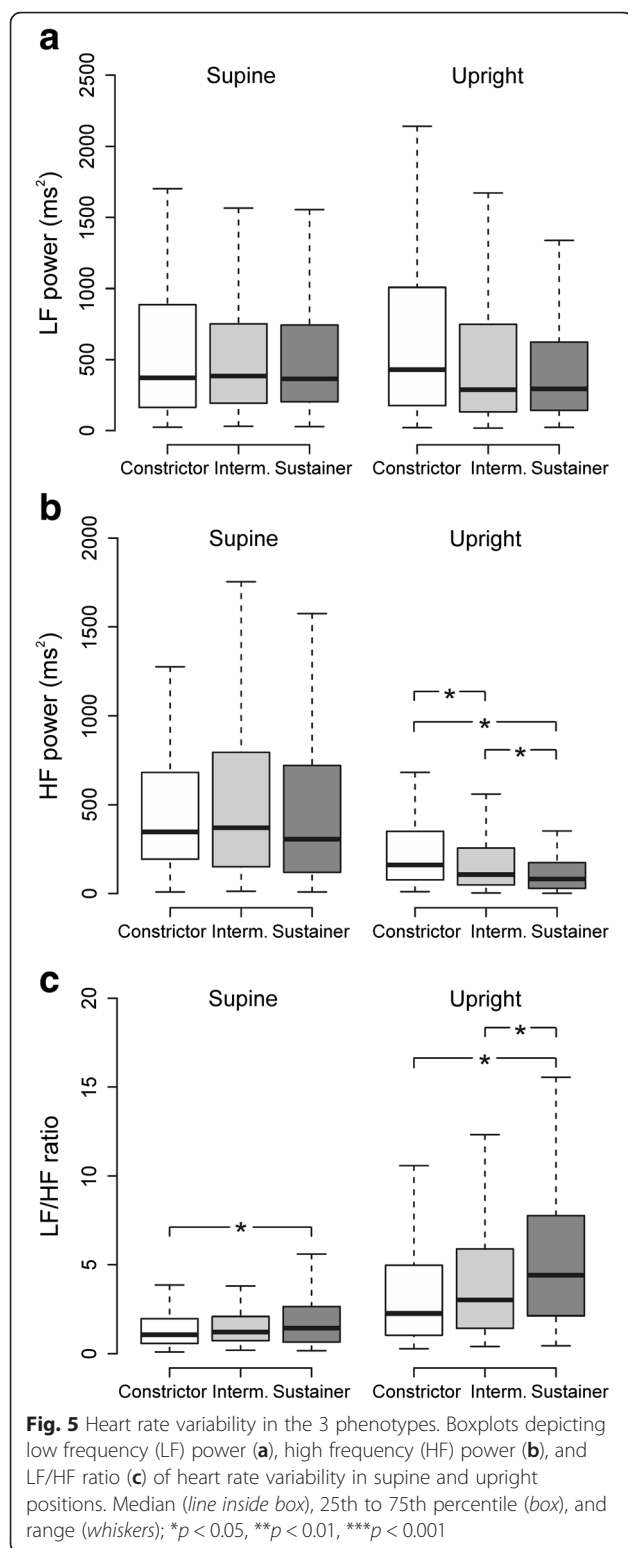 a
Supine Upright
LF power (ms²)
0 500 1000 1500 2000 2500
Constrictor Interm. Sustainer Constrictor Interm. Sustainer
b
Supine Upright
HF power (ms²)
0 500 1000 1500 2000
*
*
*
Constrictor Interm. Sustainer Constrictor Interm. Sustainer
c
Supine Upright
LF/HF ratio
0 5 10 15 20
*
*
*
Constrictor Interm. Sustainer Constrictor Interm. Sustainer
Fig. 5 Heart rate variability in the 3 phenotypes. Boxplots depicting
low frequency (LF) power (a), high frequency (HF) power (b), and
LF/HF ratio (c) of heart rate variability in supine and upright
positions. Median (line inside box), 25th to 75th percentile (box), and
range (whiskers); *p < 0.05, **p < 0.01, ***p < 0.001